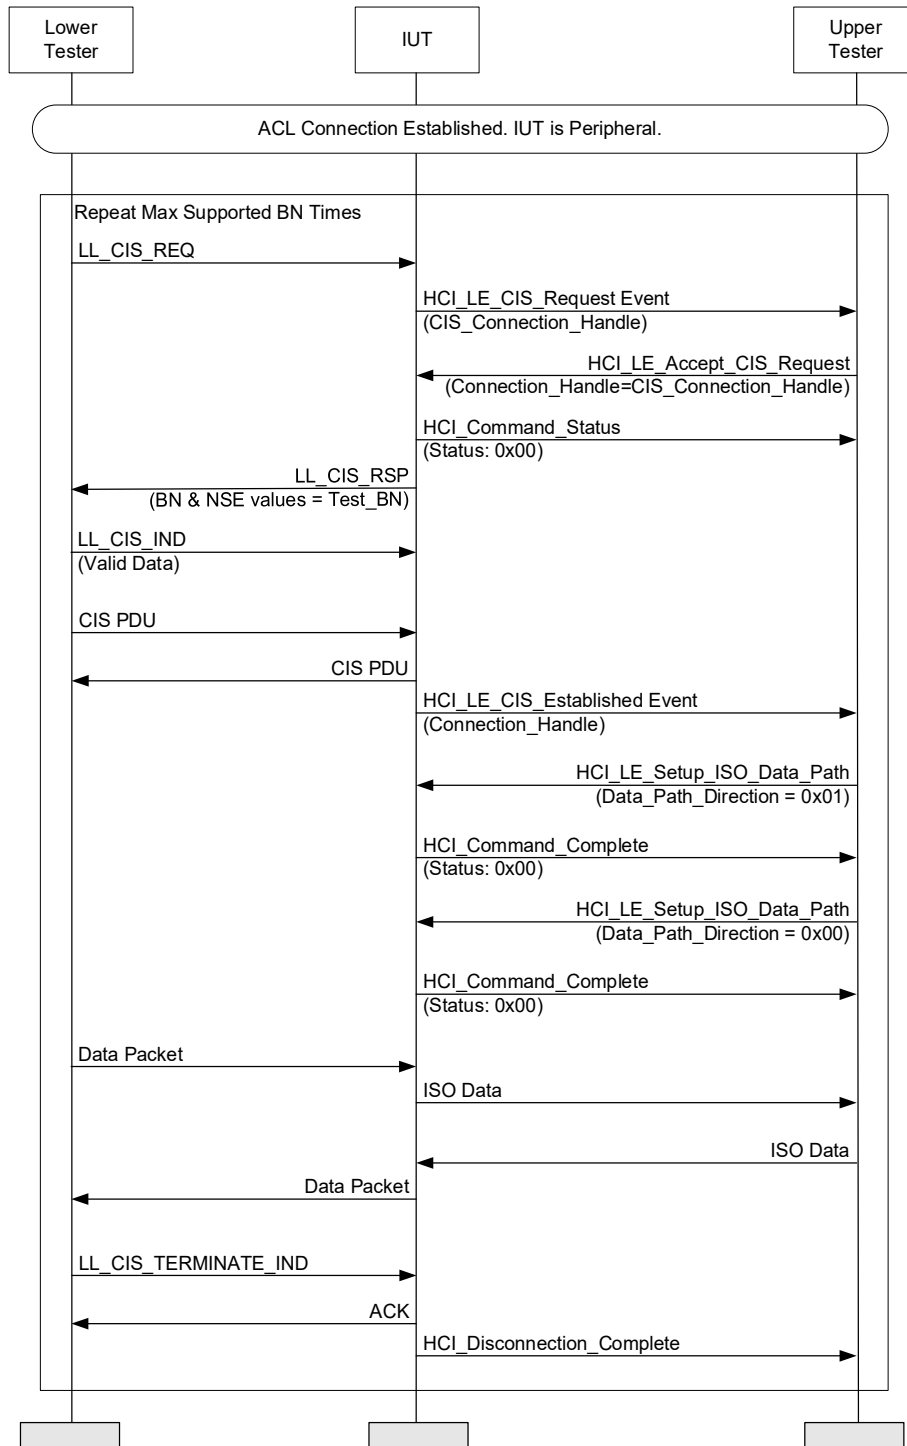 Lower
Tester
IUT
Upper
Tester
ACL Connection Established. IUT is Peripheral.
Repeat Max Supported BN Times
LL_CIS_REQ
HCI_LE_CIS_Request Event
(CIS_Connection_Handle)
HCI_LE_Accept_CIS_Request
(Connection_Handle=CIS_Connection_Handle)
HCI_Command_Status
(Status: 0x00)
LL_CIS_RSP
(BN & NSE values = Test_BN)
LL_CIS_IND
(Valid Data)
CIS PDU
CIS PDU
HCI_LE_CIS_Established Event
(Connection_Handle)
HCI_LE_Setup_ISO_Data_Path
(Data_Path_Direction = 0x01)
HCI_Command_Complete
(Status: 0x00)
HCI_LE_Setup_ISO_Data_Path
(Data_Path_Direction = 0x00)
HCI_Command_Complete
(Status: 0x00)
Data Packet
ISO Data
ISO Data
Data Packet
LL_CIS_TERMINATE_IND
ACK
HCI_Disconnection_Complete